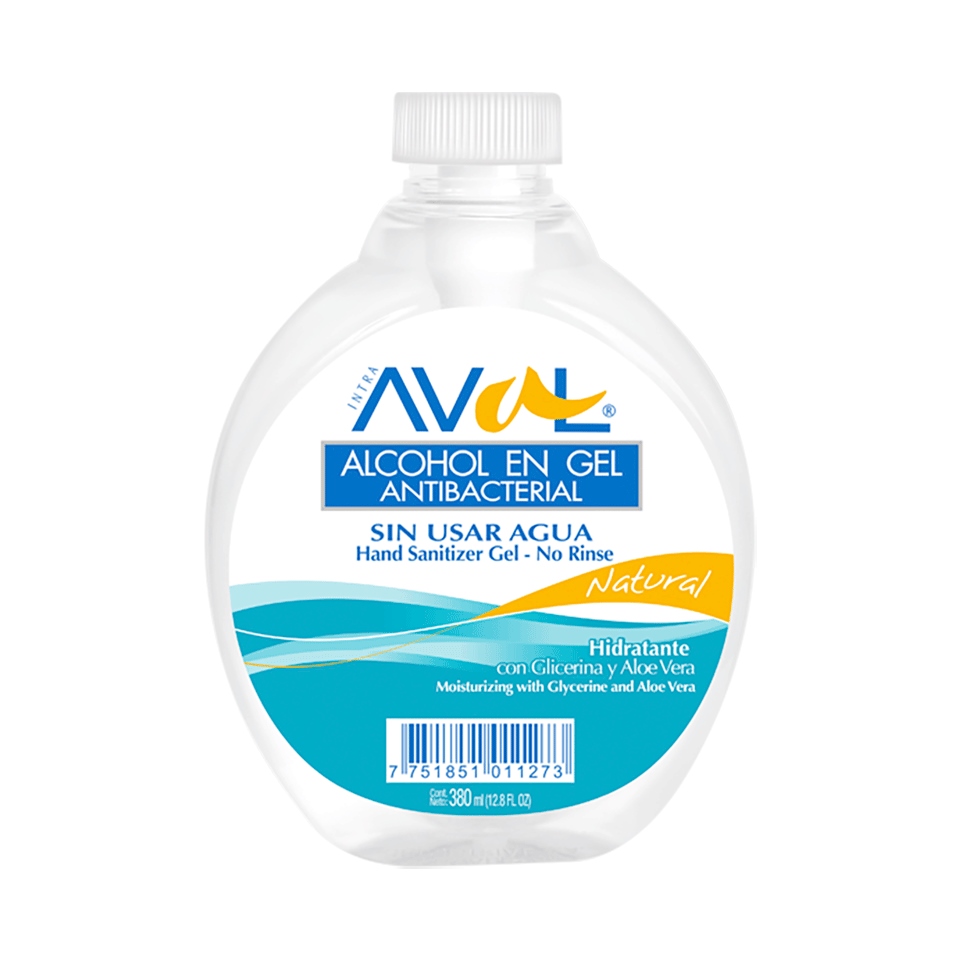 INTRA
AVAL®
ALCOHOL EN GEL
ANTIBACTERIAL
SIN USAR AGUA
Hand Sanitizer Gel - No Rinse
Natural
Hidratante
con Glicerina y Aloe Vera
Moisturizing with Glycerine and Aloe Vera
7 751851 011273
Cont. Neto: 380 ml (12.8 FL OZ)